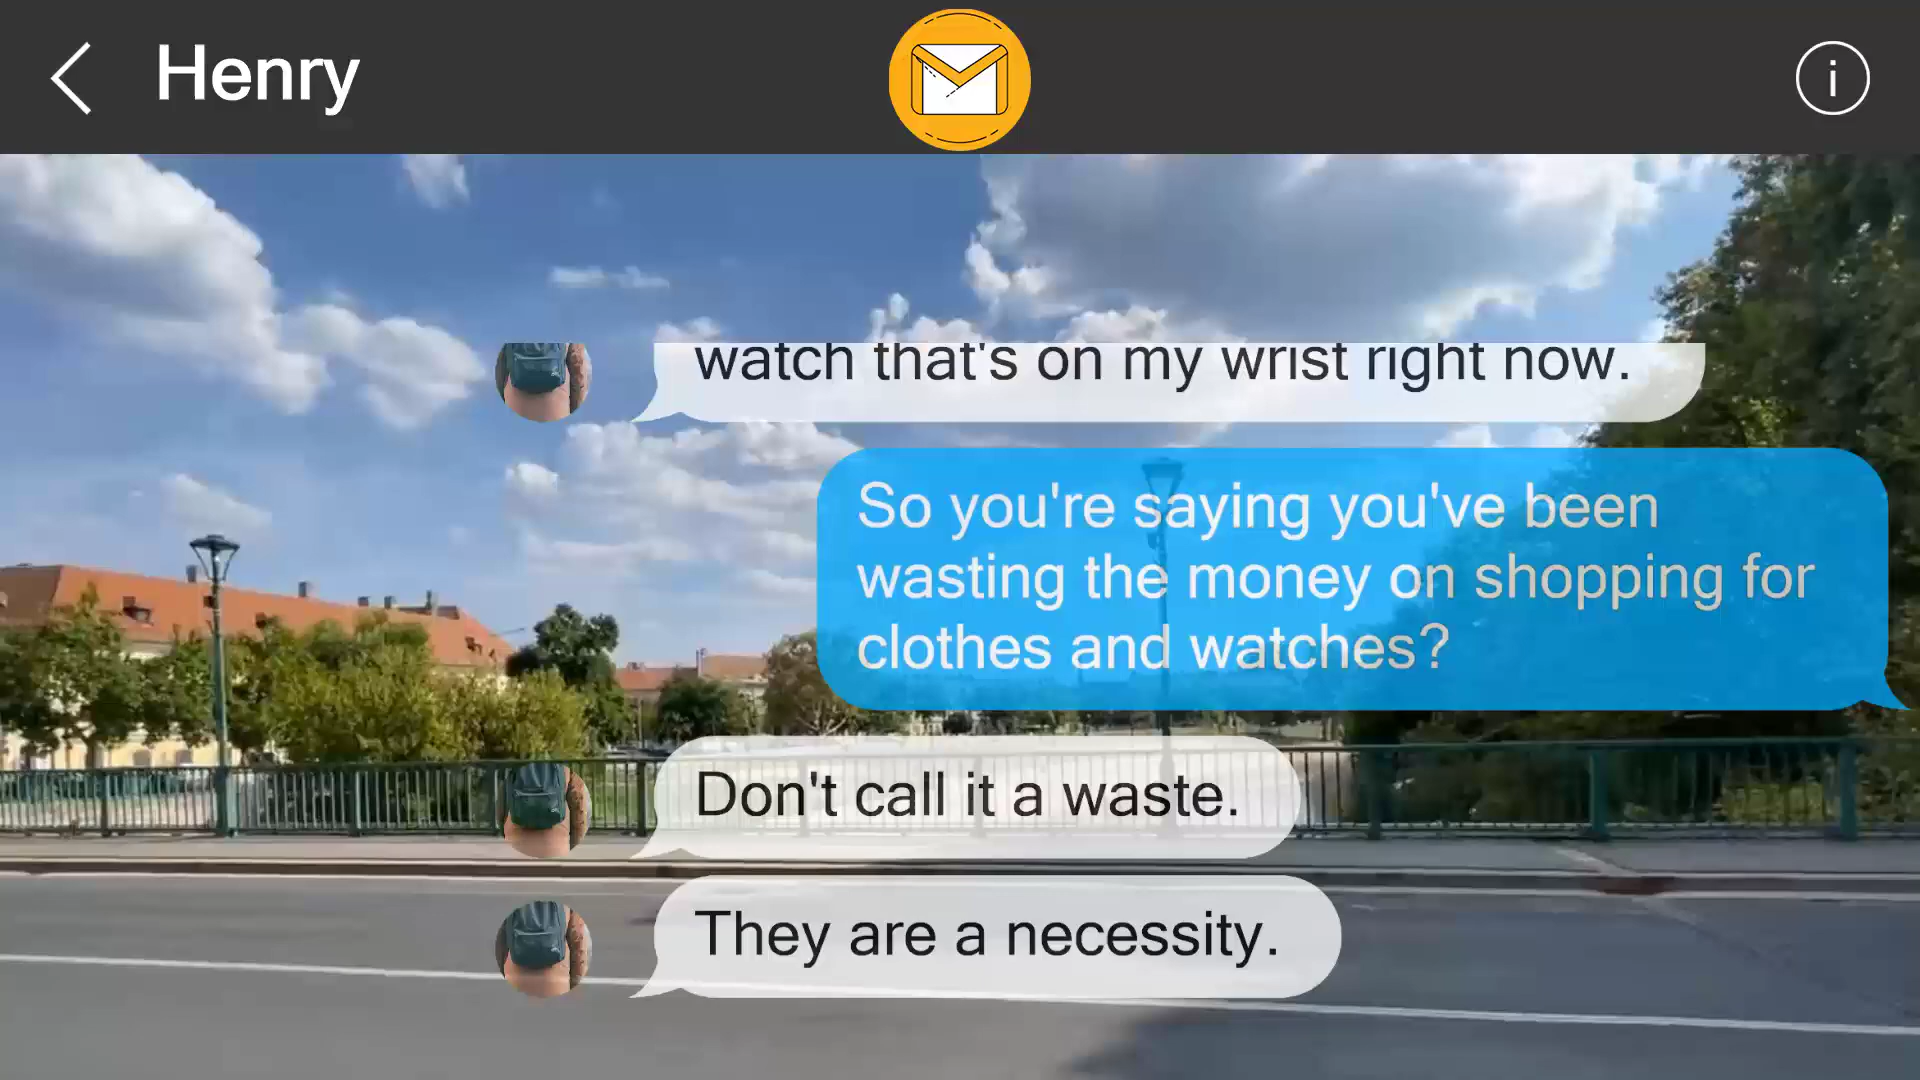 Henry
i
watch that's on my wrist right now.
So you're saying you've been
wasting the money on shopping for
clothes and watches?
Don't call it a waste.
They are a necessity.